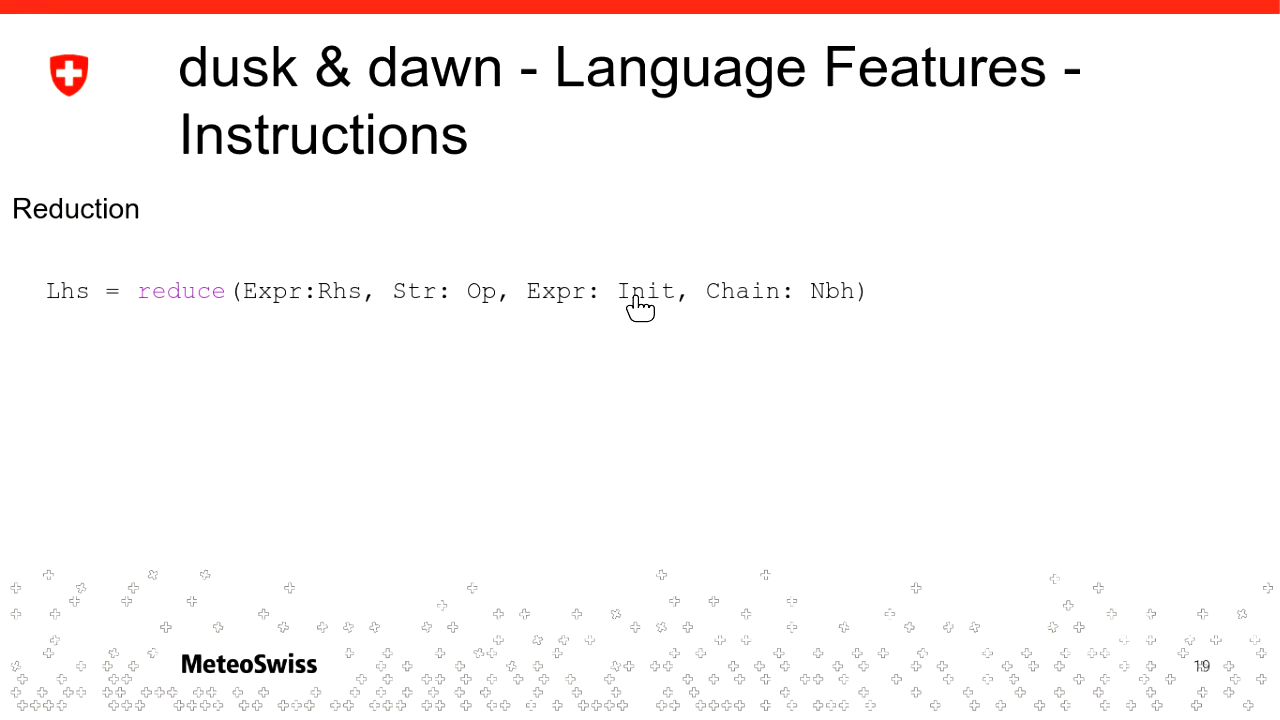 dusk & dawn - Language Features -
Instructions
Reduction
Lhs = reduce(Expr:Rhs, Str: Op, Expr: Init, Chain: Nbh)
MeteoSwiss
19